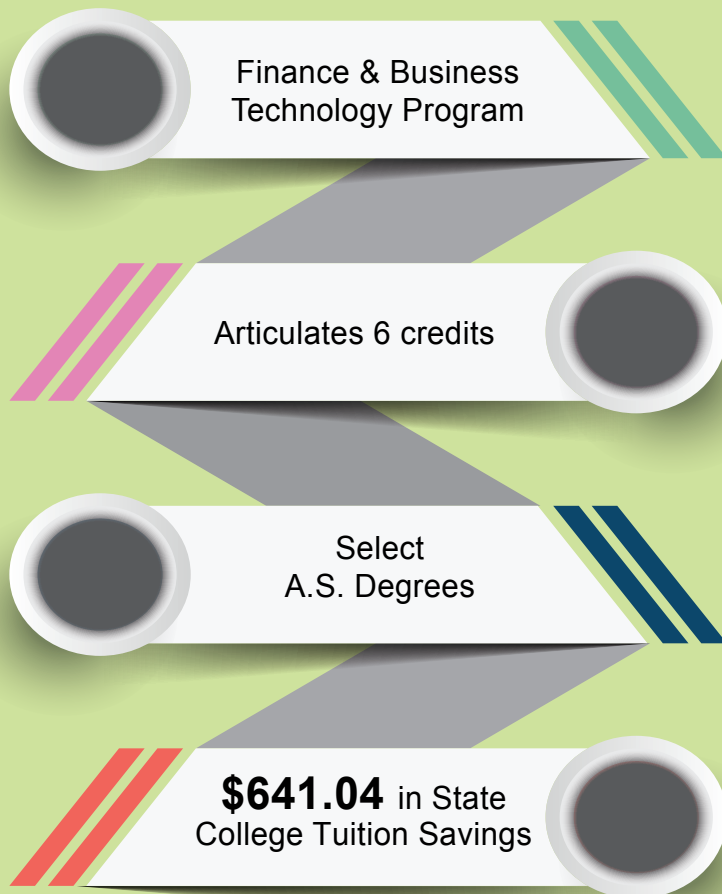 Finance & Business
Technology Program
Articulates 6 credits
Select
A.S. Degrees
$641.04 in State
College Tuition Savings